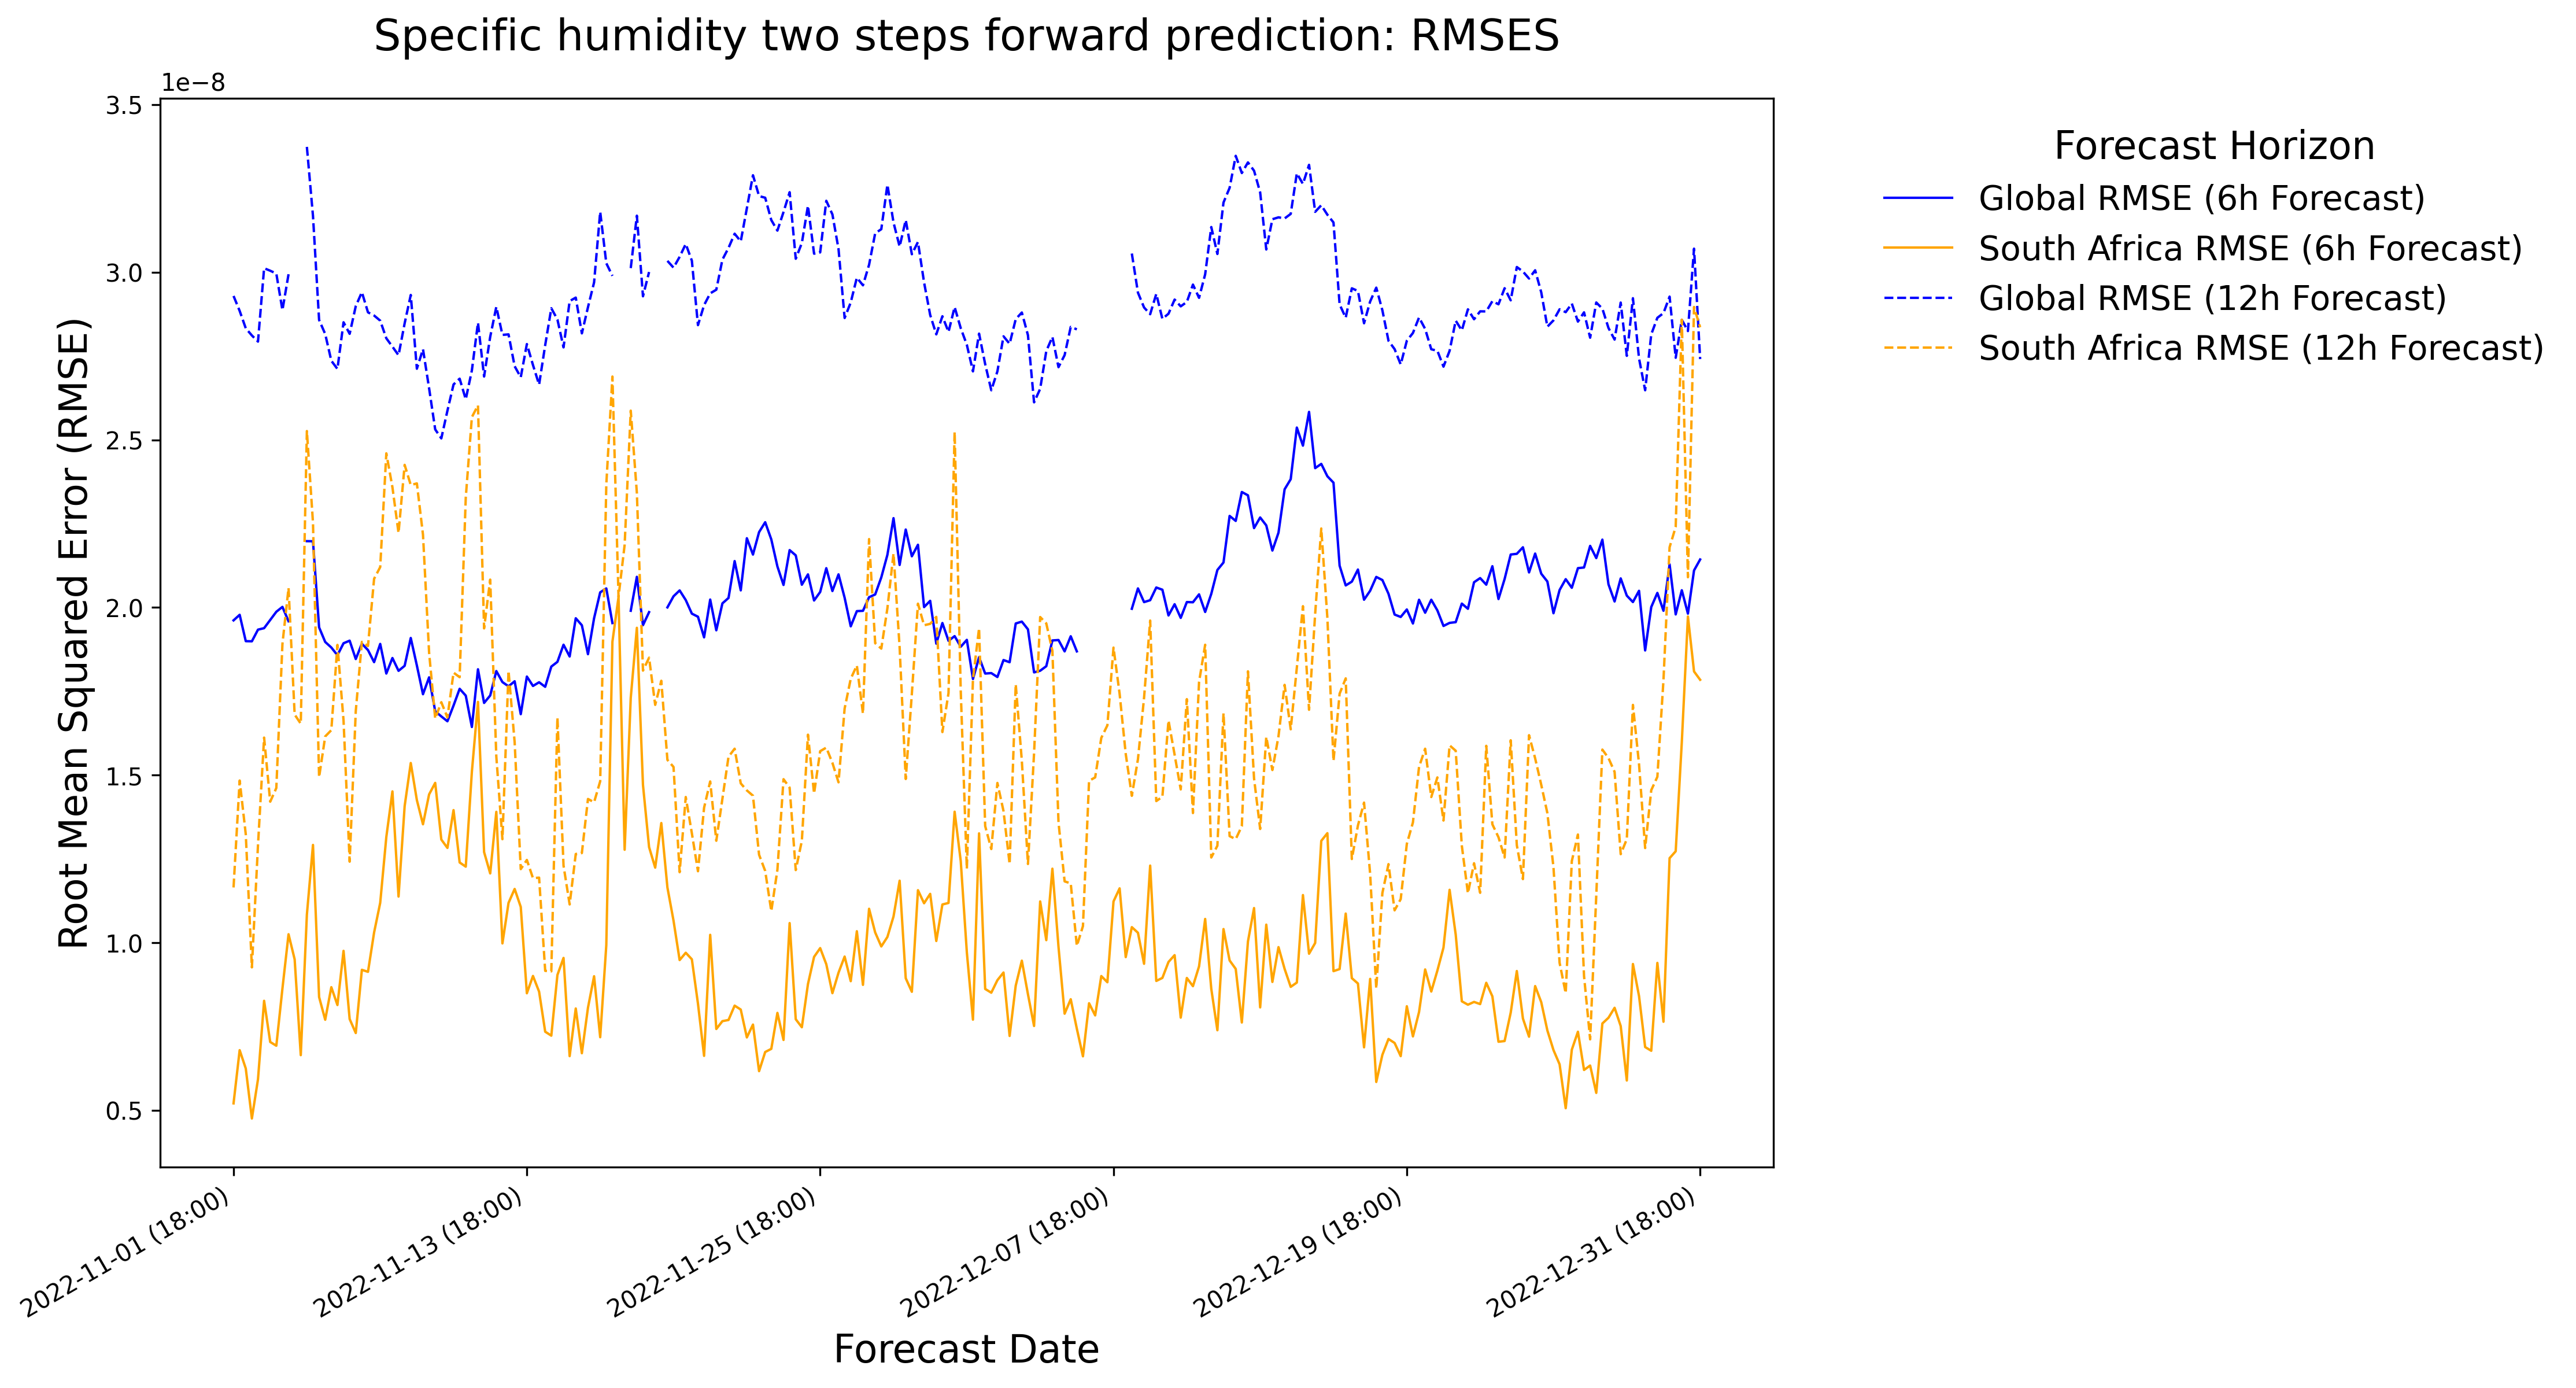 Specific humidity two steps forward prediction: RMSES
1e−8
3.5
3.0
2.5
2.0
1.5
1.0
0.5
Root Mean Squared Error (RMSE)
2022-11-01 (18:00)
2022-11-13 (18:00)
2022-11-25 (18:00)
2022-12-07 (18:00)
2022-12-19 (18:00)
2022-12-31 (18:00)
Forecast Date
Forecast Horizon
Global RMSE (6h Forecast)
South Africa RMSE (6h Forecast)
Global RMSE (12h Forecast)
South Africa RMSE (12h Forecast)